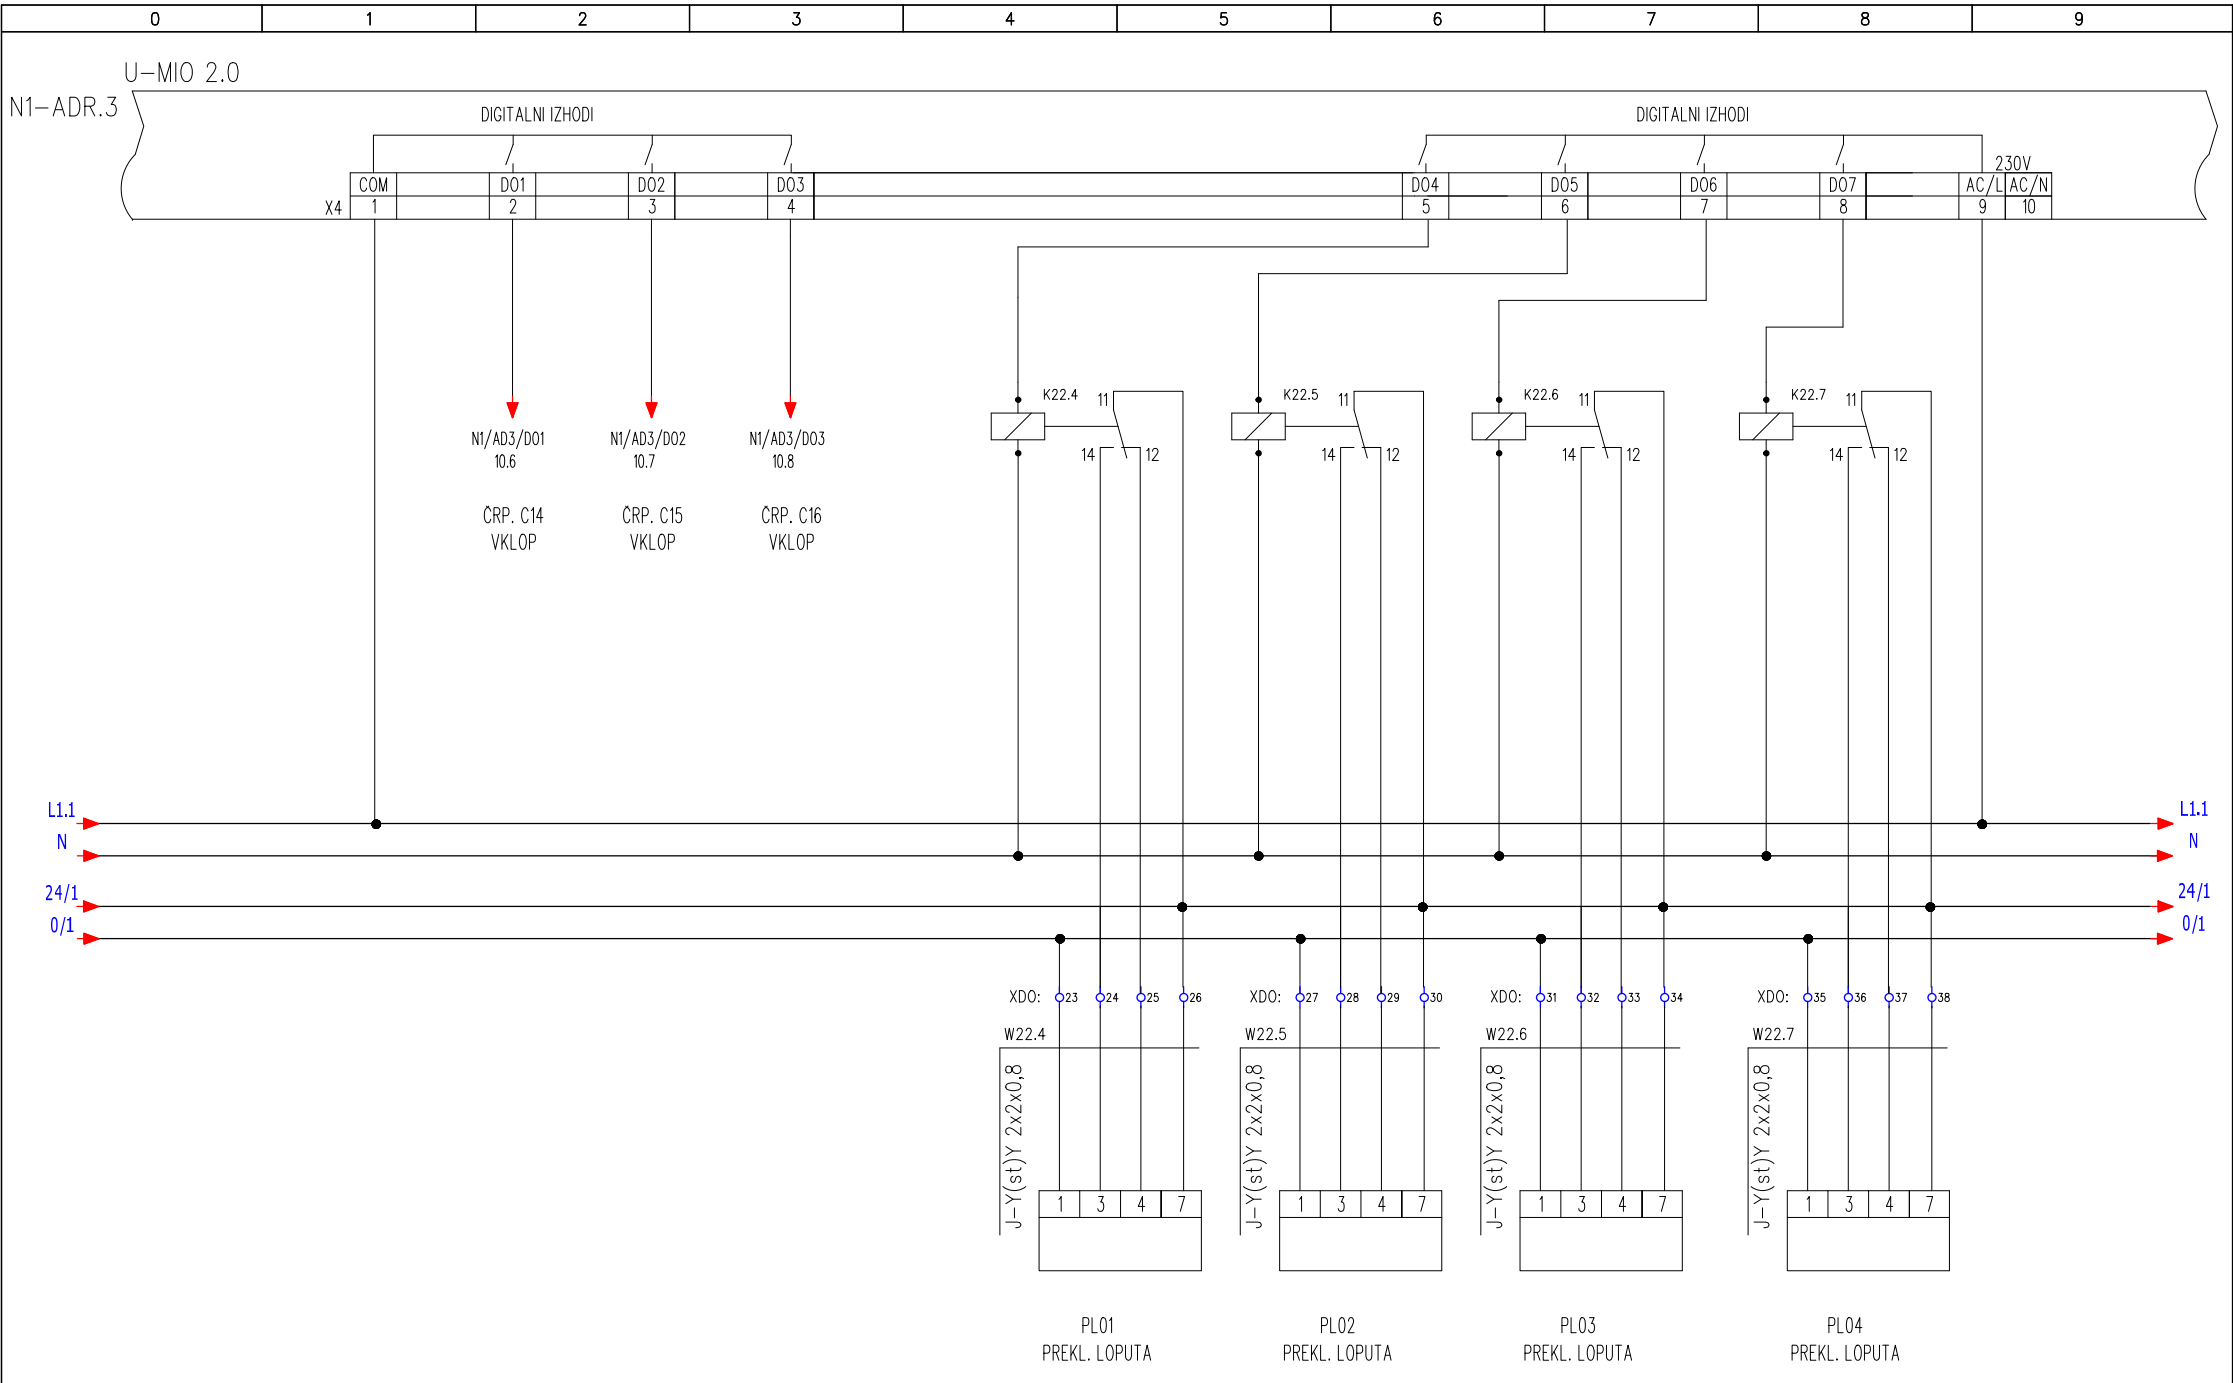 0 1 2 3 4 5 6 7 8 9
U-MIO 2.0
N1-ADR.3
DIGITALNI IZHODI DIGITALNI IZHODI
230V
COM DO1 DO2 DO3 DO4 DO5 DO6 DO7 AC/L AC/N
X4 1 2 3 4 5 6 7 8 9 10
K22.4 11 K22.5 11 K22.6 11 K22.7 11
N1/AD3/DO1 N1/AD3/DO2 N1/AD3/DO3
10.6 10.7 10.8
14 12 14 12 14 12 14 12
ČRP. C14 ČRP. C15 ČRP. C16
VKLOP VKLOP VKLOP
L1.1 L1.1
N N
24/1 24/1
0/1 0/1
XDO: 23 24 25 26 XDO: 27 28 29 30 XDO: 31 32 33 34 XDO: 35 36 37 38
W22.4 W22.5 W22.6 W22.7
J-Y(st)Y 2x2x0,8 J-Y(st)Y 2x2x0,8 J-Y(st)Y 2x2x0,8 J-Y(st)Y 2x2x0,8
1 3 4 7 1 3 4 7 1 3 4 7 1 3 4 7
PL01 PL02 PL03 PL04
PREKL. LOPUTA PREKL. LOPUTA PREKL. LOPUTA PREKL. LOPUTA